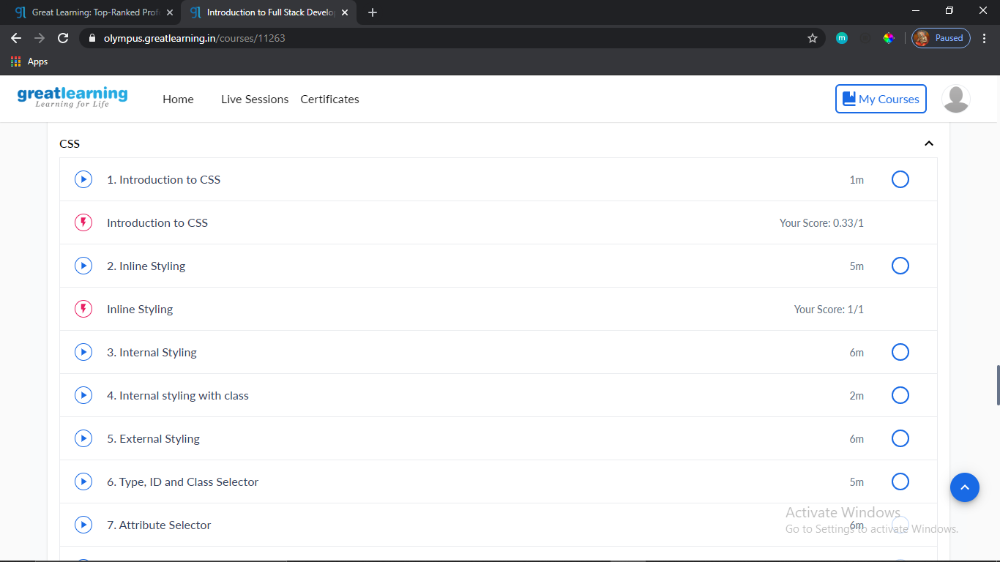 Great Learning: Top-Ranked Prof
Introduction to Full Stack Develop
olympus.greatlearning.in/courses/11263
m
Paused
Apps
greatlearning
Learning for Life
Home
Live Sessions
Certificates
My Courses
CSS
1. Introduction to CSS 1m
Introduction to CSS Your Score: 0.33/1
2. Inline Styling 5m
Inline Styling Your Score: 1/1
3. Internal Styling 6m
4. Internal styling with class 2m
5. External Styling 6m
6. Type, ID and Class Selector 5m
7. Attribute Selector 6m
Activate Windows
Go to Settings to activate Windows.